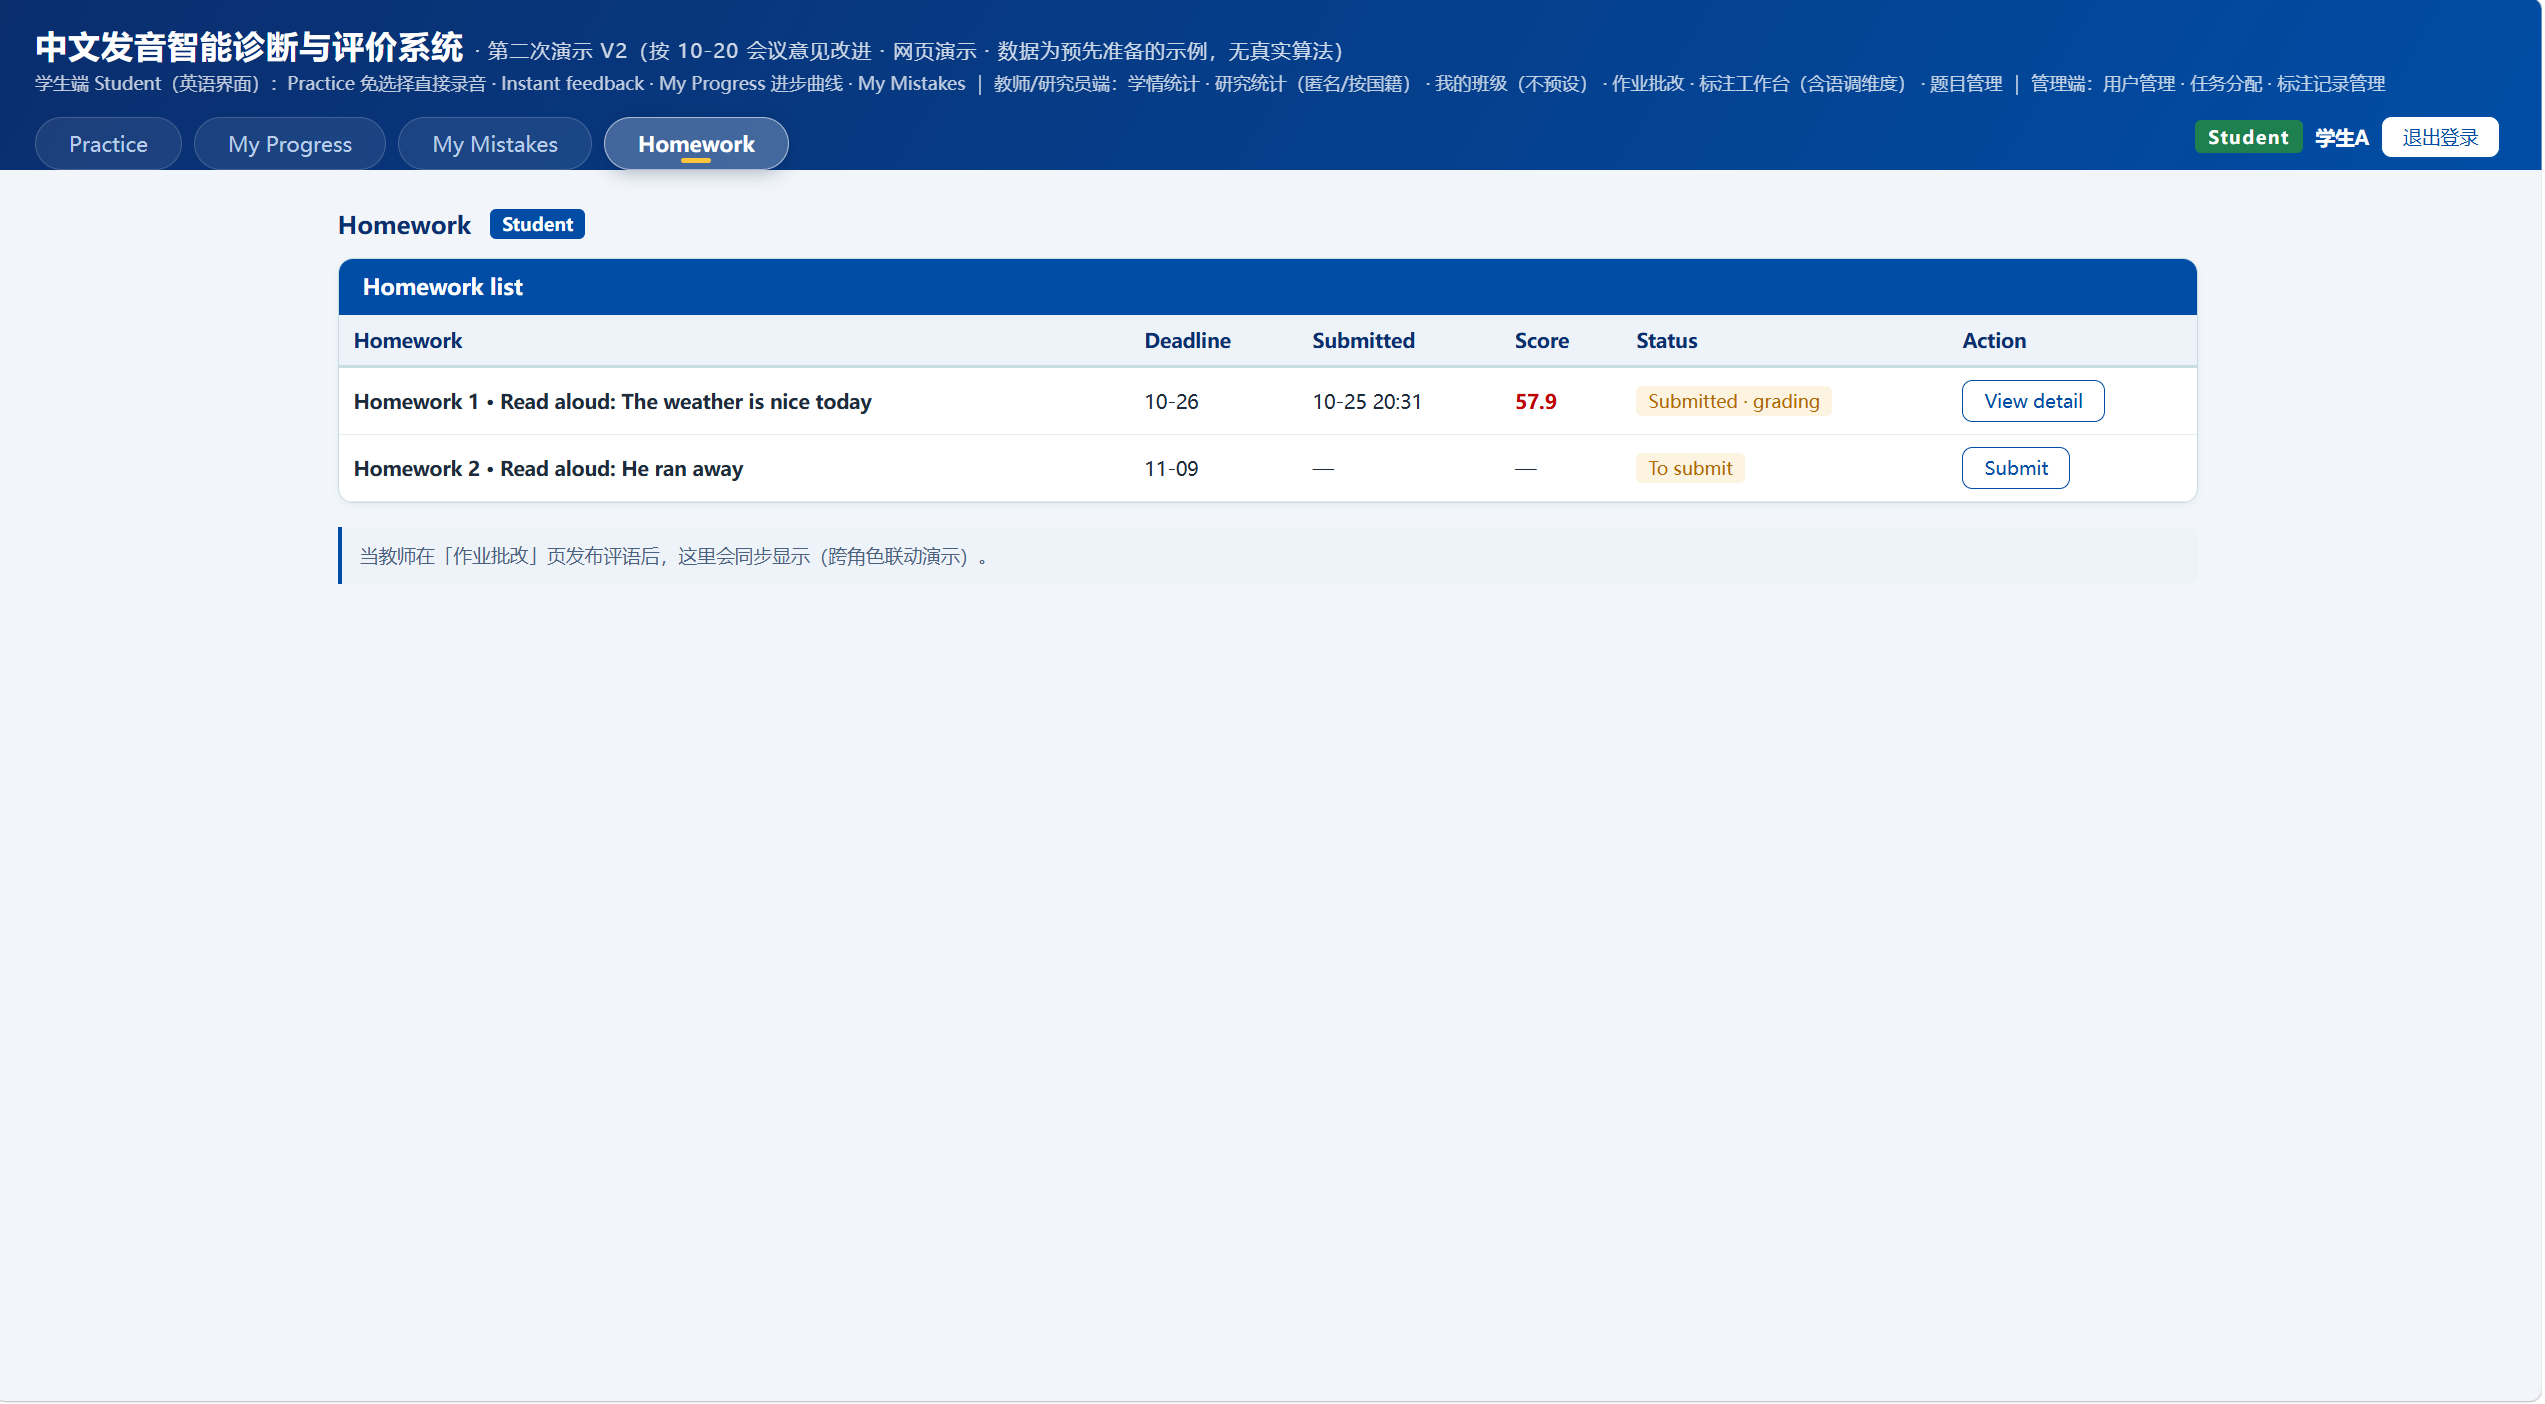 中文发音智能诊断与评价系统 · 第二次演示 V2（按 10-20 会议意见改进 · 网页演示 · 数据为预先准备的示例，无真实算法）
学生端 Student（英语界面）：Practice 免选择直接录音 · Instant feedback · My Progress 进步曲线 · My Mistakes ｜ 教师/研究员端：学情统计 · 研究统计（匿名/按国籍） · 我的班级（不预设） · 作业批改 · 标注工作台（含语调维度） · 题目管理 ｜ 管理端：用户管理 · 任务分配 · 标注记录管理
Practice My Progress My Mistakes Homework Student 学生A 退出登录
Homework Student
Homework list
Homework Deadline Submitted Score Status Action
Homework 1 • Read aloud: The weather is nice today 10-26 10-25 20:31 57.9 Submitted · grading View detail
Homework 2 • Read aloud: He ran away 11-09 — — To submit Submit
当教师在「作业批改」页发布评语后，这里会同步显示（跨角色联动演示）。